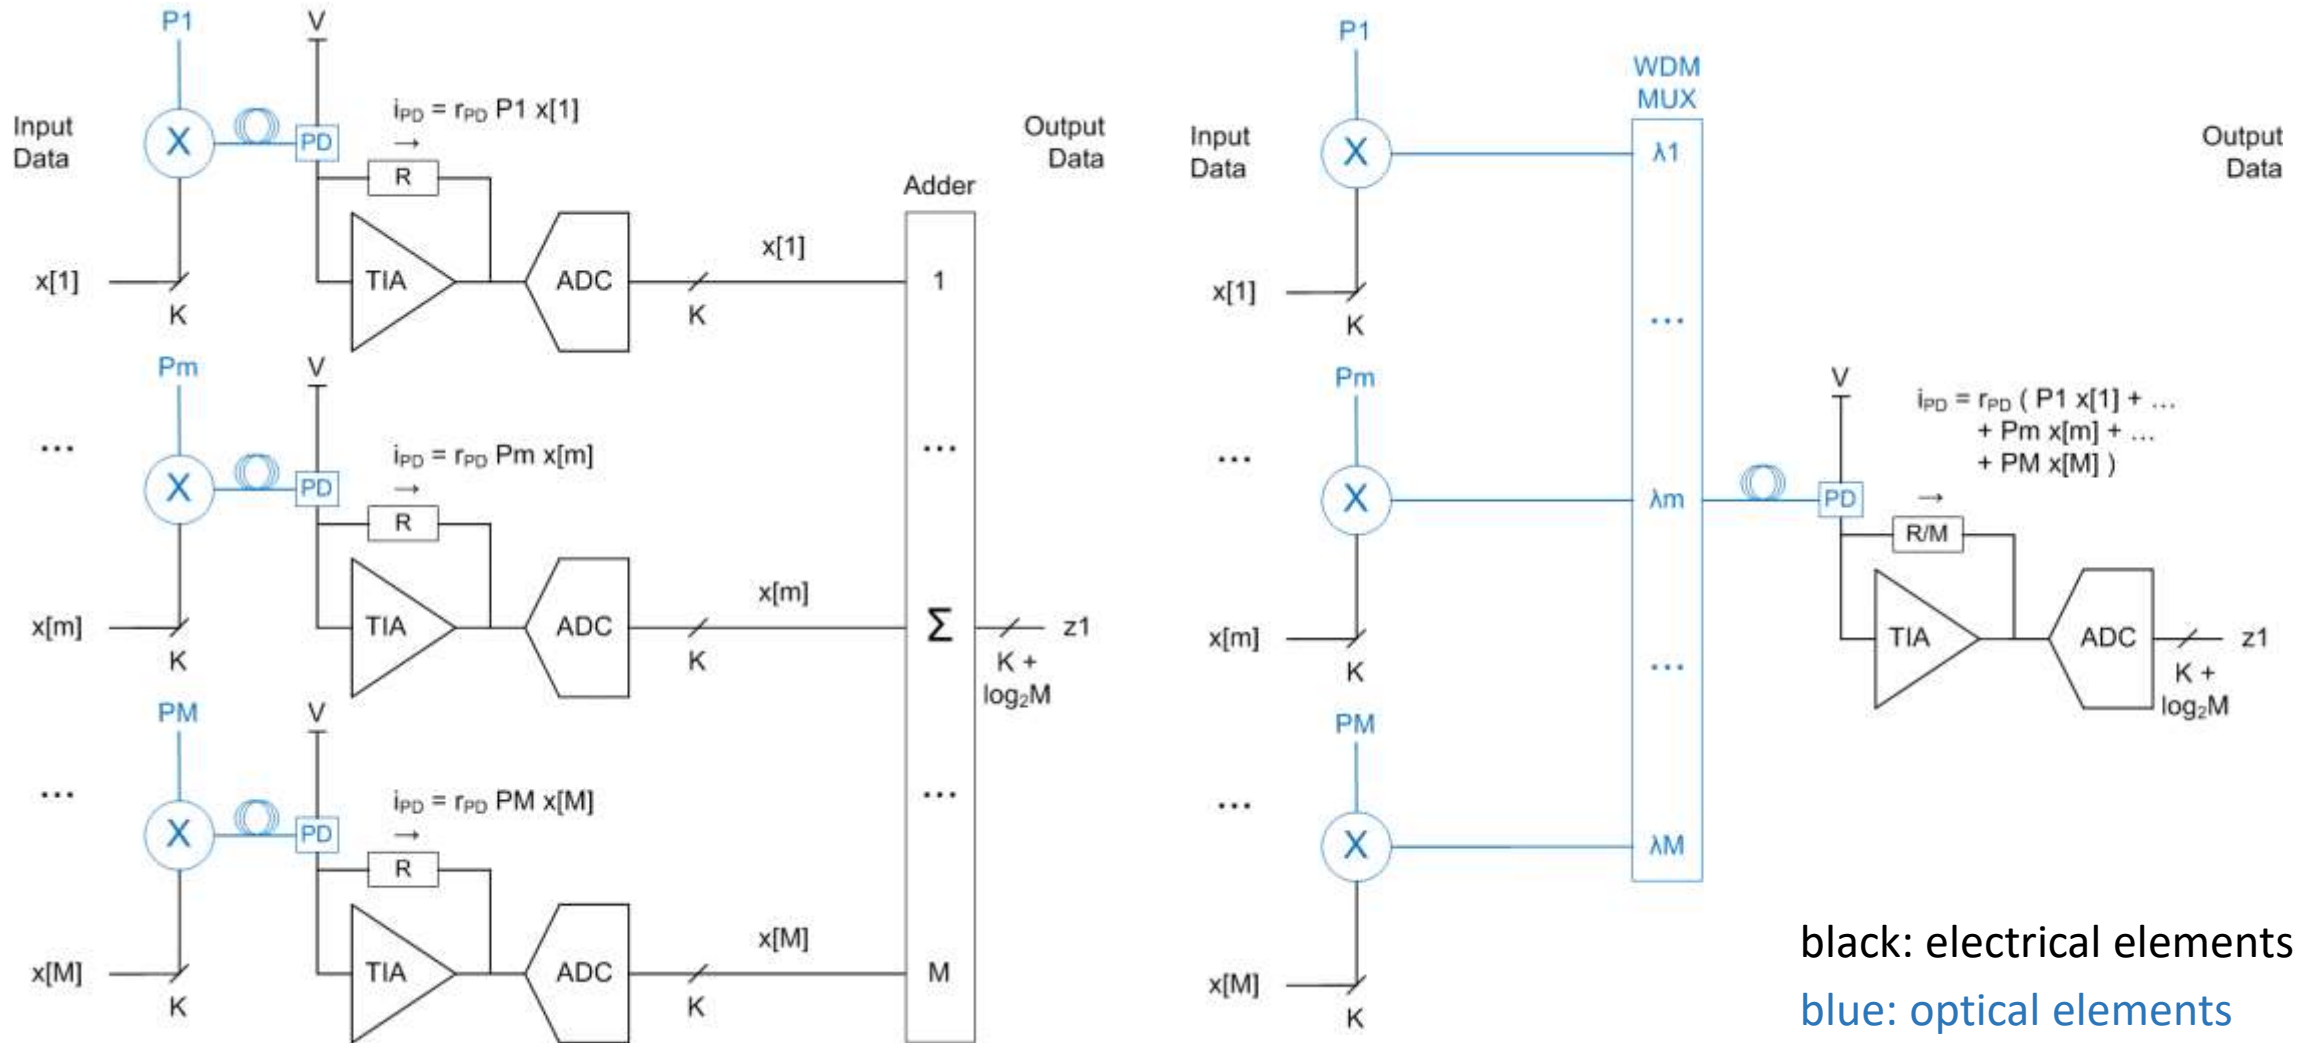 P1
V
Input
Data
X
PD
iPD = rPD P1 x[1]
→
R
Output
Data
Adder
x[1]
K
TIA
ADC
K
x[1]
1
Pm
V
...
X
PD
iPD = rPD Pm x[m]
→
R
...
x[m]
K
TIA
ADC
K
x[m]
Σ
z1
K +
log₂M
PM
V
...
X
PD
iPD = rPD PM x[M]
→
R
...
x[M]
K
TIA
ADC
K
x[M]
M
P1
WDM
MUX
Input
Data
X
λ1
Output
Data
x[1]
K
...
Pm
V
iPD = rPD ( P1 x[1] + ...
+ Pm x[m] + ...
+ PM x[M] )
...
X
λm
PD
→
R/M
x[m]
K
...
TIA
ADC
z1
K +
log₂M
PM
...
X
λM
x[M]
K
black: electrical elements
blue: optical elements